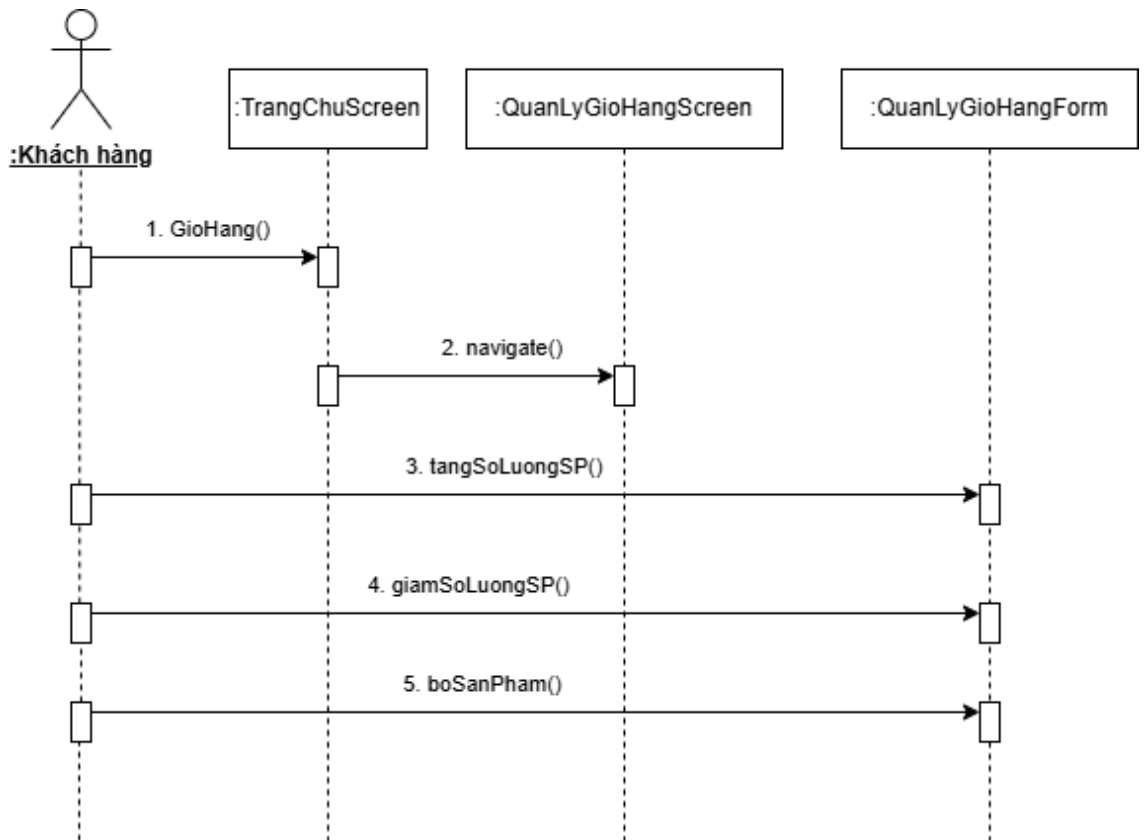 :TrangChuScreen
:QuanLyGioHangScreen
:QuanLyGioHangForm
:Khách hàng
1. GioHang()
2. navigate()
3. tangSoLuongSP()
4. giamSoLuongSP()
5. boSanPham()